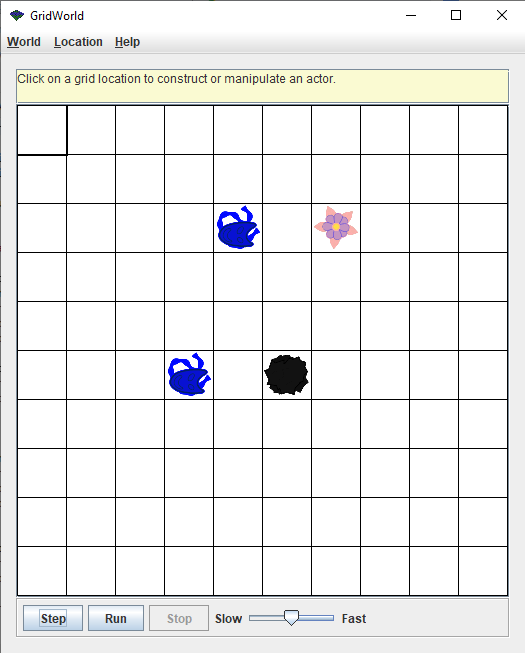 GridWorld
World Location Help
Click on a grid location to construct or manipulate an actor.
Step Run Stop Slow Fast